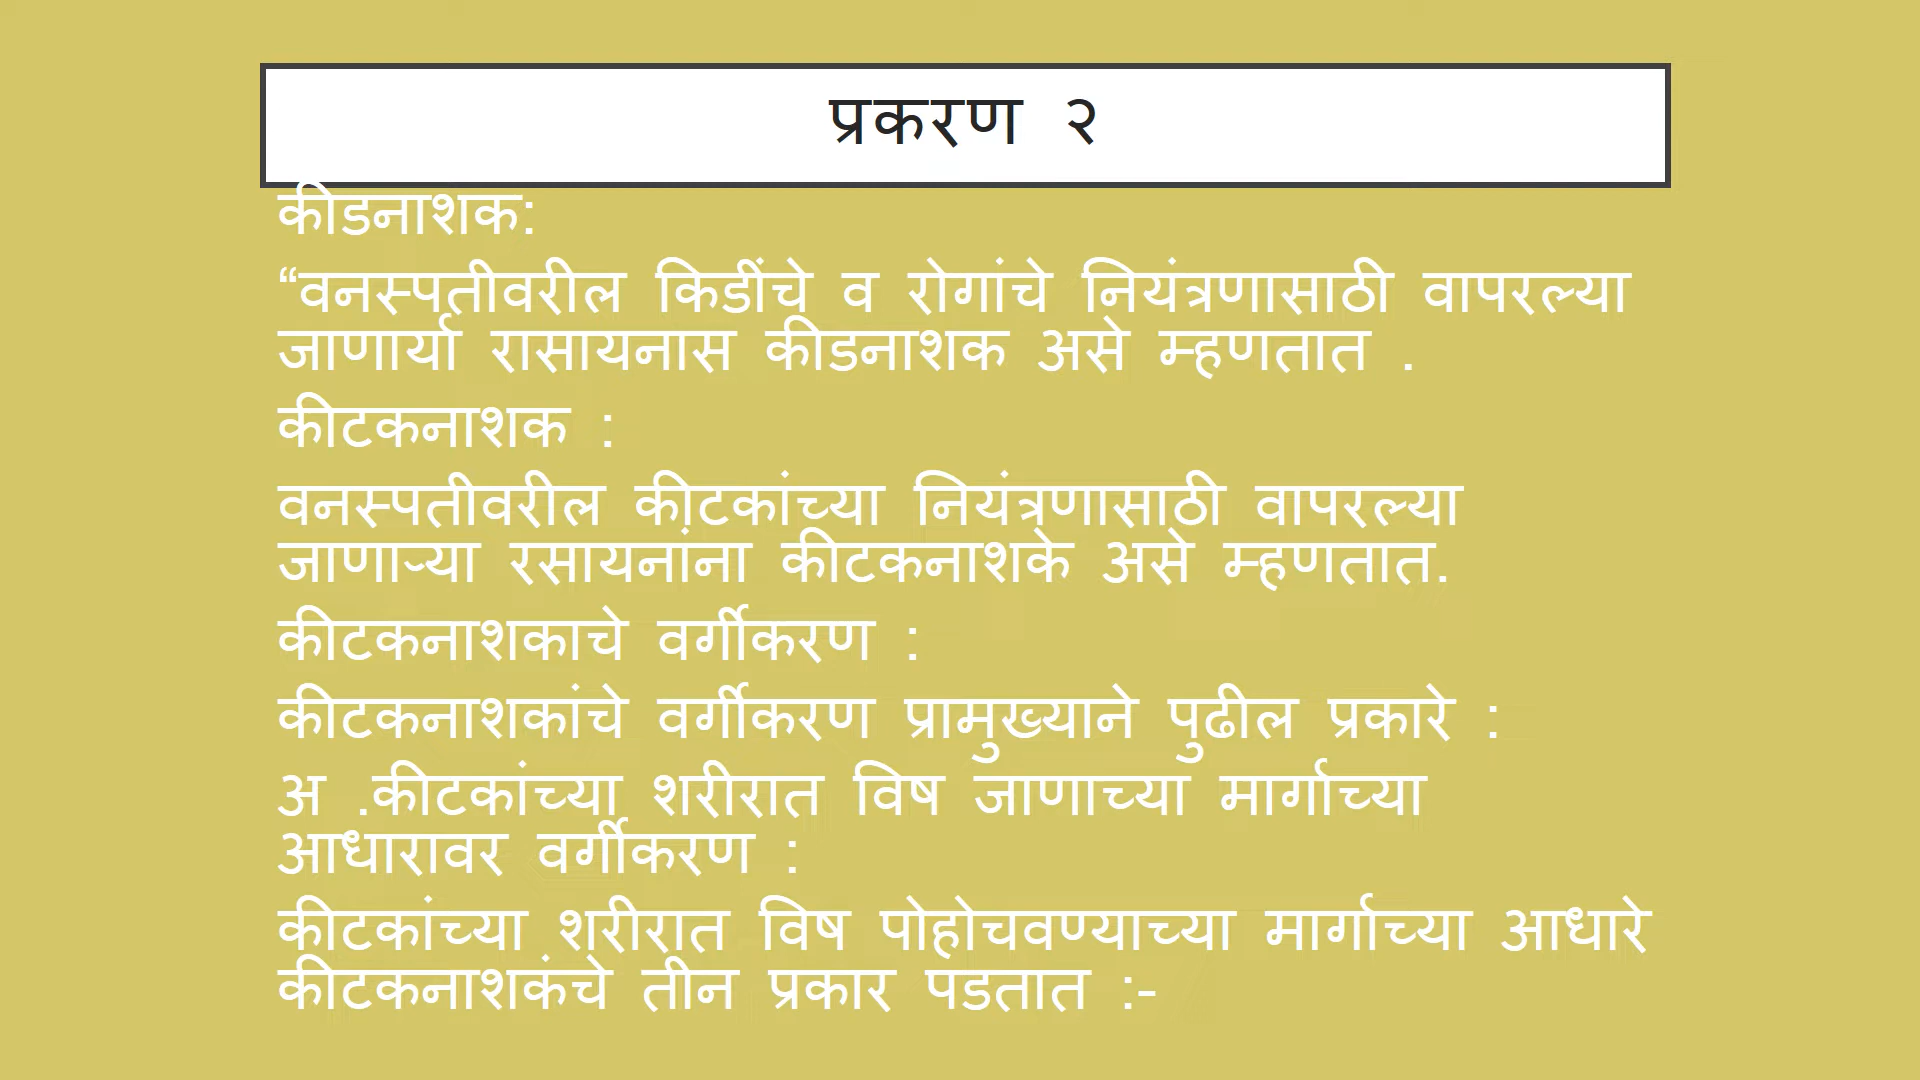 प्रकरण २
कीडनाशक:
“वनस्पतीवरील किडींचे व रोगांचे नियंत्रणासाठी वापरल्या
जाणार्या रासायनास कीडनाशक असे म्हणतात .
कीटकनाशक :
वनस्पतीवरील कीटकांच्या नियंत्रणासाठी वापरल्या
जाणाऱ्या रसायनांना कीटकनाशके असे म्हणतात.
कीटकनाशकाचे वर्गीकरण :
कीटकनाशकांचे वर्गीकरण प्रामुख्याने पुढील प्रकारे :
अ .कीटकांच्या शरीरात विष जाणाच्या मार्गाच्या
आधारावर वर्गीकरण :
कीटकांच्या शरीरात विष पोहोचवण्याच्या मार्गाच्या आधारे
कीटकनाशकंचे तीन प्रकार पडतात :-